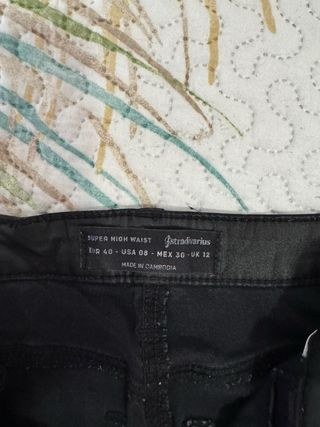 SUPER HIGH WAIST Stradivarius
EUR 40 - USA 08 - MEX 30 - UK 12
MADE IN CAMBODIA